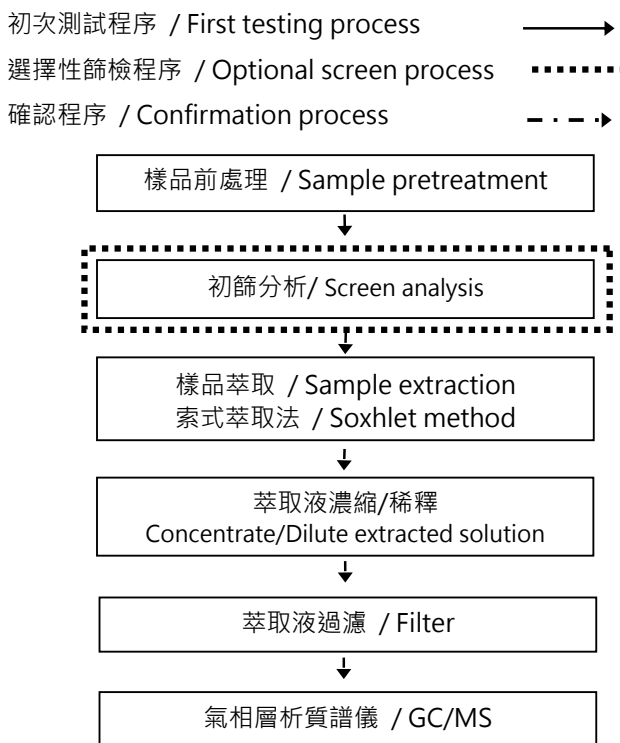 初次測試程序 / First testing process
選擇性篩檢程序 / Optional screen process
確認程序 / Confirmation process
樣品前處理 / Sample pretreatment
初篩分析/ Screen analysis
樣品萃取 / Sample extraction
索式萃取法 / Soxhlet method
萃取液濃縮/稀釋
Concentrate/Dilute extracted solution
萃取液過濾 / Filter
氣相層析質譜儀 / GC/MS